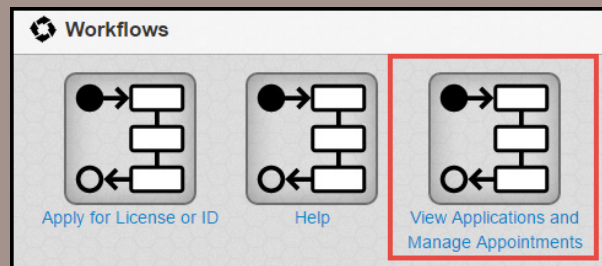 Workflows
Apply for License or ID
Help
View Applications and
Manage Appointments